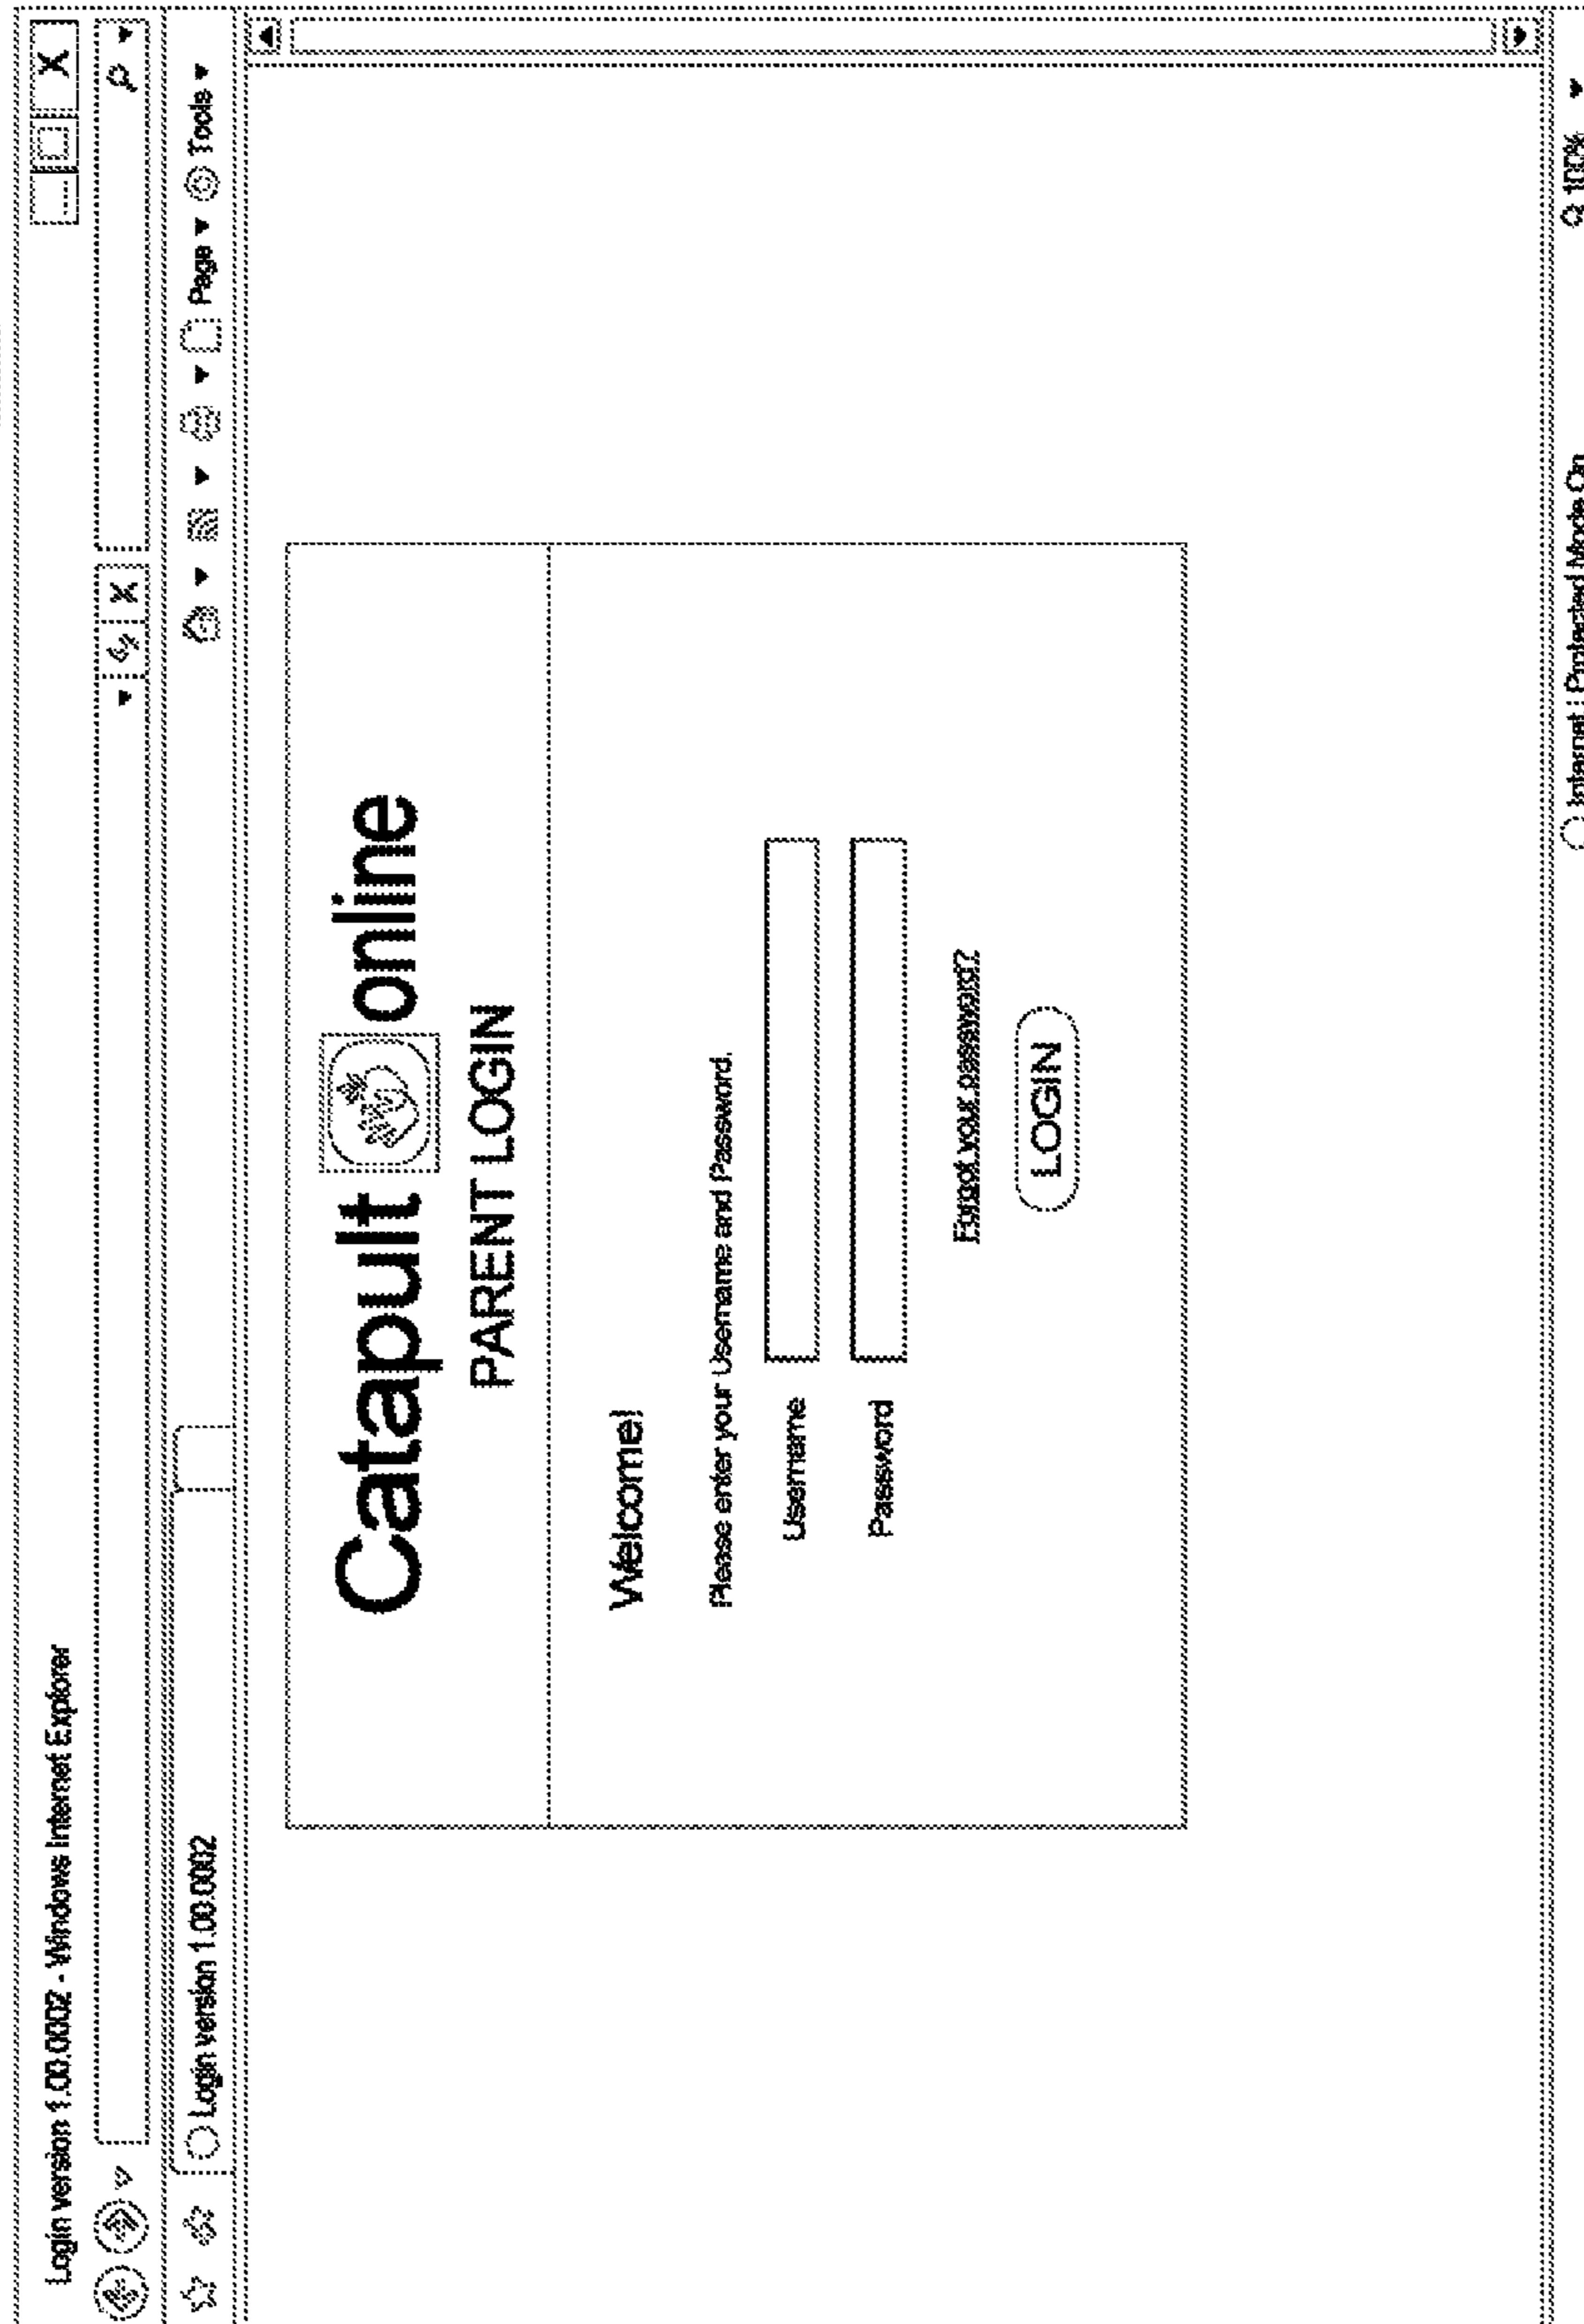 Login version 1.00.0002 - Windows Internet Explorer
X
X
Login version 1.00.0002
Page Tools
Catapult online
PARENT LOGIN
Welcome!
Please enter your Username and Password.
Username
Password
Forgot your password?
LOGIN
Internet | Protected Mode On
100%